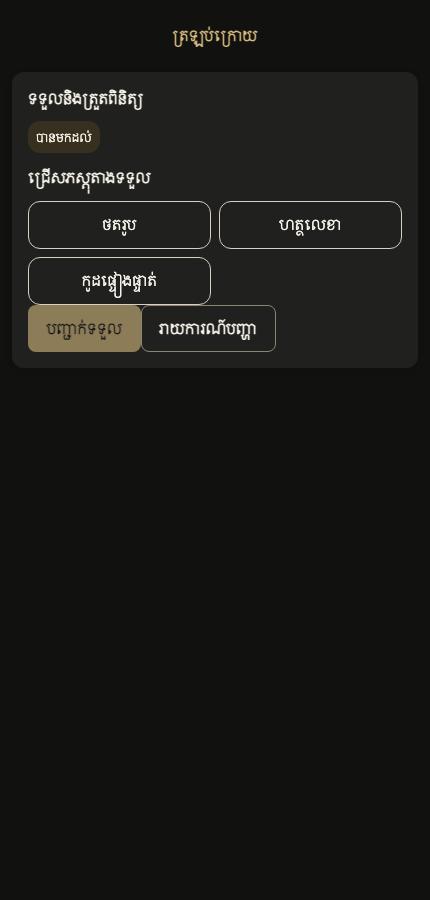 ត្រឡប់ក្រោយ
ទទួលនិងត្រួតពិនិត្យ
បានមកដល់
ជ្រើសភស្តុតាងទទួល
ថតរូប
ហត្ថលេខា
កូដផ្ទៀងផ្ទាត់
បញ្ជាក់ទទួល
រាយការណ៍បញ្ហា